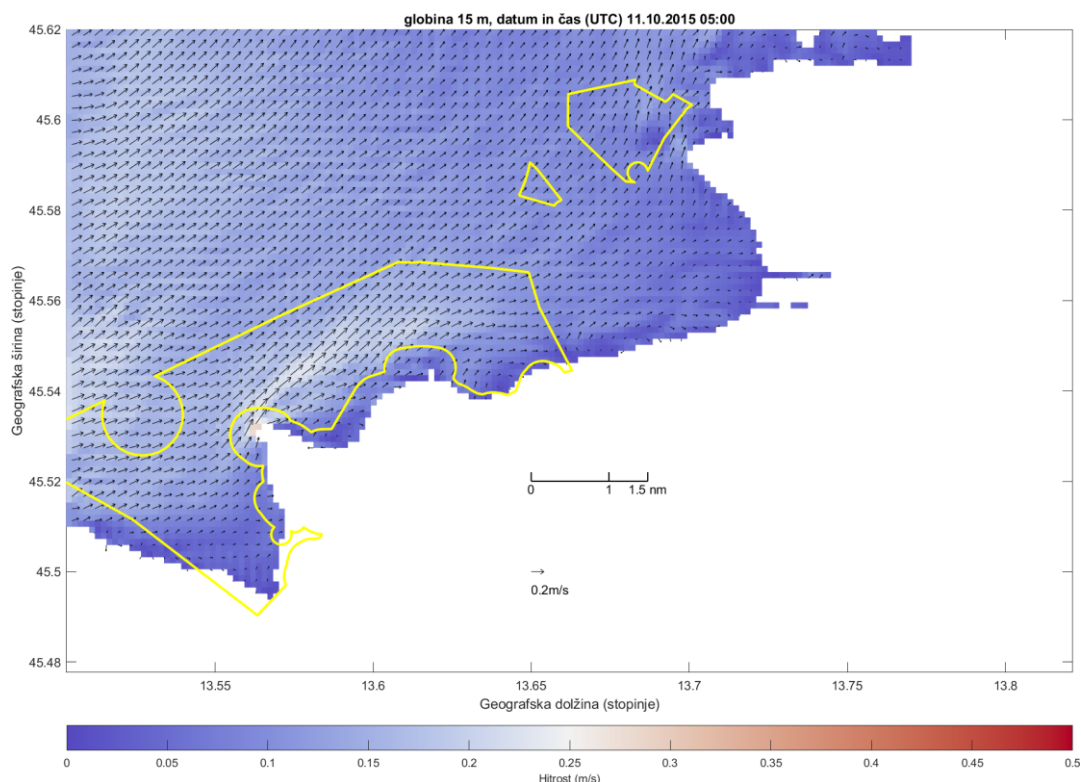 globina 15 m, datum in čas (UTC) 11.10.2015 05:00
45.62
45.6
45.58
45.56
45.54
45.52
45.5
45.48
Geografska širina (stopinje)
0 1 1.5 nm
0.2m/s
13.55 13.6 13.65 13.7 13.75 13.8
Geografska dolžina (stopinje)
0 0.05 0.1 0.15 0.2 0.25 0.3 0.35 0.4 0.45 0.5
Hitrost (m/s)